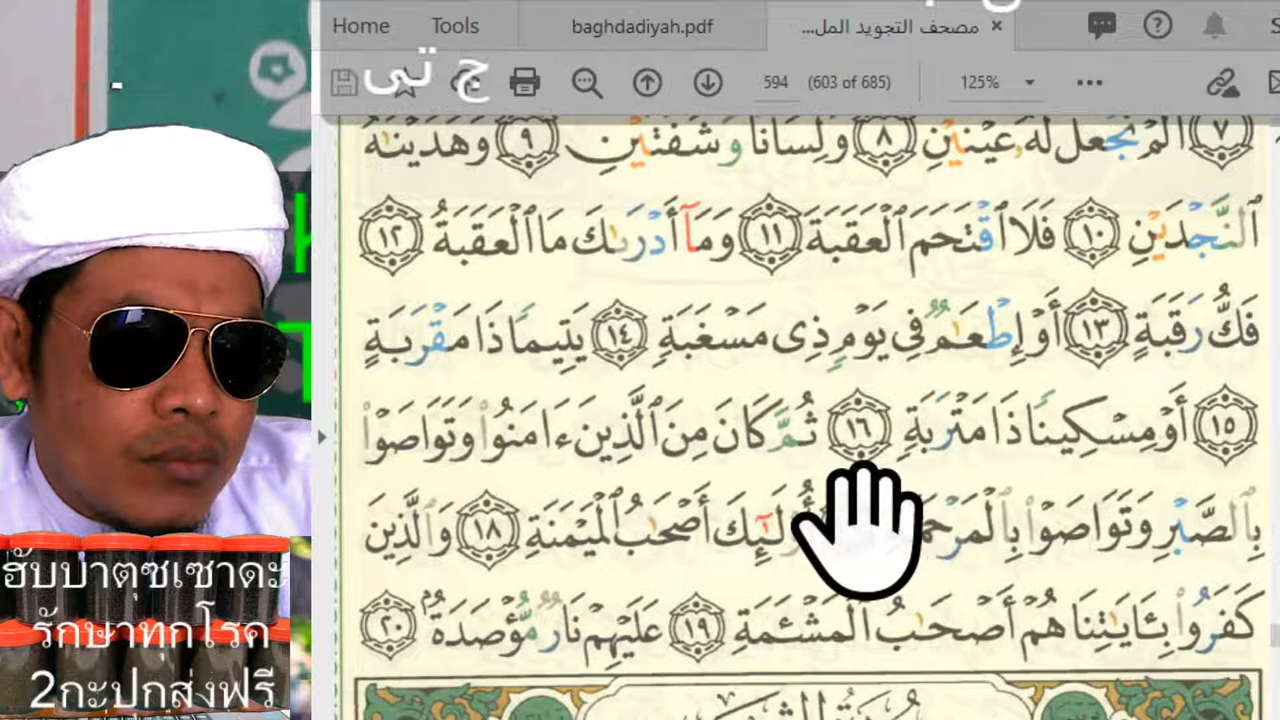 Home Tools baghdadiyah.pdf مصحف التجويد المل... ×
ج تى
594 (603 of 685) 125%
﴿٧﴾ أَلَمْ نَجْعَل لَّهُۥ عَيْنَيْنِ ﴿٨﴾ وَلِسَانًا وَشَفَتَيْنِ ﴿٩﴾ وَهَدَيْنَٰهُ
ٱلنَّجْدَيْنِ ﴿١٠﴾ فَلَا ٱقْتَحَمَ ٱلْعَقَبَةَ ﴿١١﴾ وَمَآ أَدْرَىٰكَ مَا ٱلْعَقَبَةُ ﴿١٢﴾
فَكُّ رَقَبَةٍ ﴿١٣﴾ أَوْ إِطْعَٰمٌ فِى يَوْمٍ ذِى مَسْغَبَةٍ ﴿١٤﴾ يَتِيمًا ذَا مَقْرَبَةٍ
﴿١٥﴾ أَوْ مِسْكِينًا ذَا مَتْرَبَةٍ ﴿١٦﴾ ثُمَّ كَانَ مِنَ ٱلَّذِينَ ءَامَنُوا۟ وَتَوَاصَوْا۟
بِٱلصَّبْرِ وَتَوَاصَوْا۟ بِٱلْمَرْحَمَ أُو۟لَٰٓئِكَ أَصْحَٰبُ ٱلْمَيْمَنَةِ ﴿١٨﴾ وَٱلَّذِينَ
كَفَرُوا۟ بِـَٔايَٰتِنَا هُمْ أَصْحَٰبُ ٱلْمَشْـَٔمَةِ ﴿١٩﴾ عَلَيْهِمْ نَارٌ مُّؤْصَدَةٌۢ ﴿٢٠﴾
ฮับบาตุซเซาดะ
รักษาทุกโรค
2กะปุกส่งฟรี